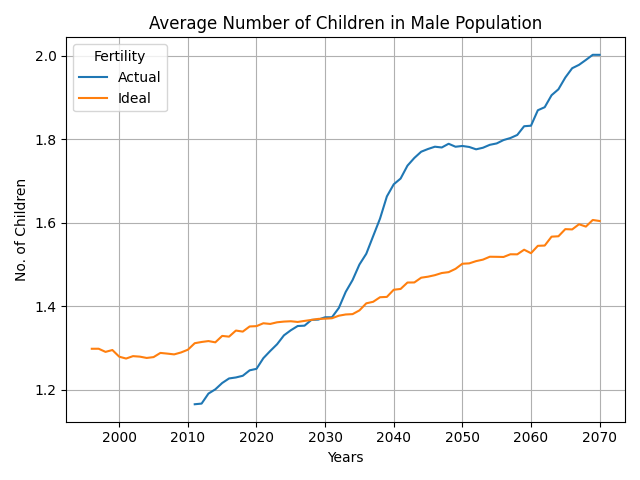 Average Number of Children in Male Population
Fertility
Actual
Ideal
No. of Children
2.0
1.8
1.6
1.4
1.2
2000 2010 2020 2030 2040 2050 2060 2070
Years